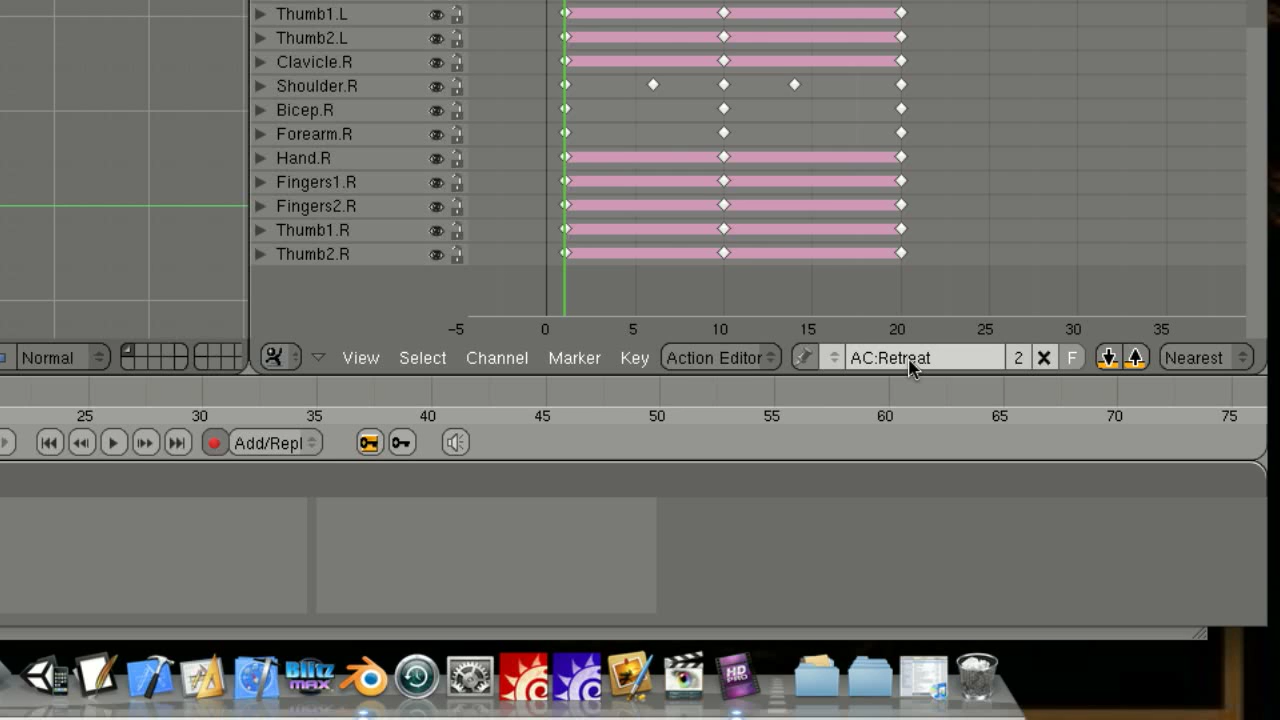 Thumb1.L
Thumb2.L
Clavicle.R
Shoulder.R
Bicep.R
Forearm.R
Hand.R
Fingers1.R
Fingers2.R
Thumb1.R
Thumb2.R
-5 0 5 10 15 20 25 30 35
Normal View Select Channel Marker Key Action Editor AC:Retreat 2 F Nearest
25 30 35 40 45 50 55 60 65 70 75
Add/Repl
Blitz
MAX
HD
PRO